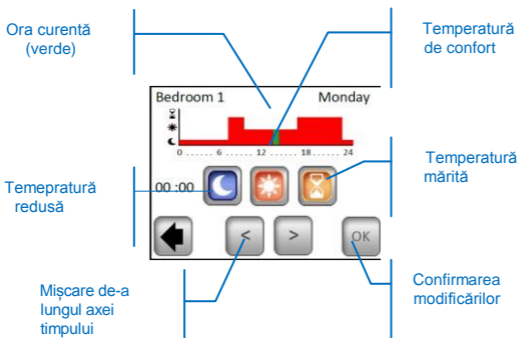 Ora curentă
(verde)
Temperatură
de confort
Bedroom 1 Monday
0 ...... 6 ...... 12 ...... 18 ...... 24
Temepratură
redusă
00 :00
Temperatură
mărită
< > OK
Mișcare de-a
lungul axei
timpului
Confirmarea
modificărilor